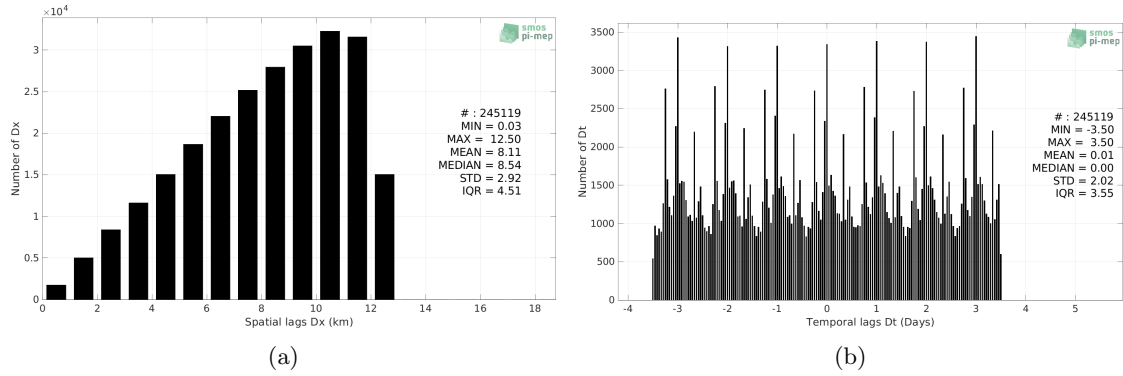 ×10⁴
3
2.5
2
1.5
1
0.5
0
Number of Dx
0 2 4 6 8 10 12 14 16 18
Spatial lags Dx (km)
smos
pi-mep
# : 245119
MIN = 0.03
MAX = 12.50
MEAN = 8.11
MEDIAN = 8.54
STD = 2.92
IQR = 4.51
(a)
3500
3000
2500
2000
1500
1000
500
0
Number of Dt
-4 -3 -2 -1 0 1 2 3 4 5
Temporal lags Dt (Days)
smos
pi-mep
# : 245119
MIN = -3.50
MAX = 3.50
MEAN = 0.01
MEDIAN = 0.00
STD = 2.02
IQR = 3.55
(b)